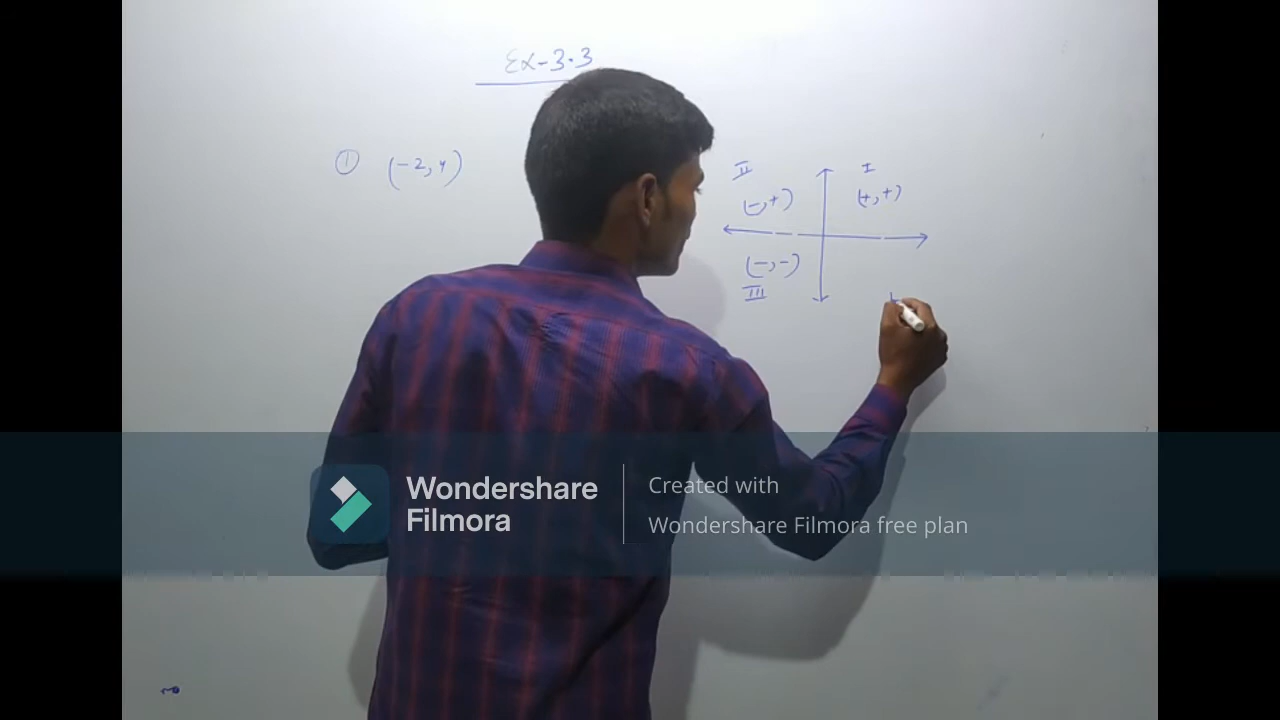 Ex-3.3
① (-2, 4)
II
I
(-,+)
(+,+)
(-,-)
III
Wondershare
Filmora
Created with
Wondershare Filmora free plan